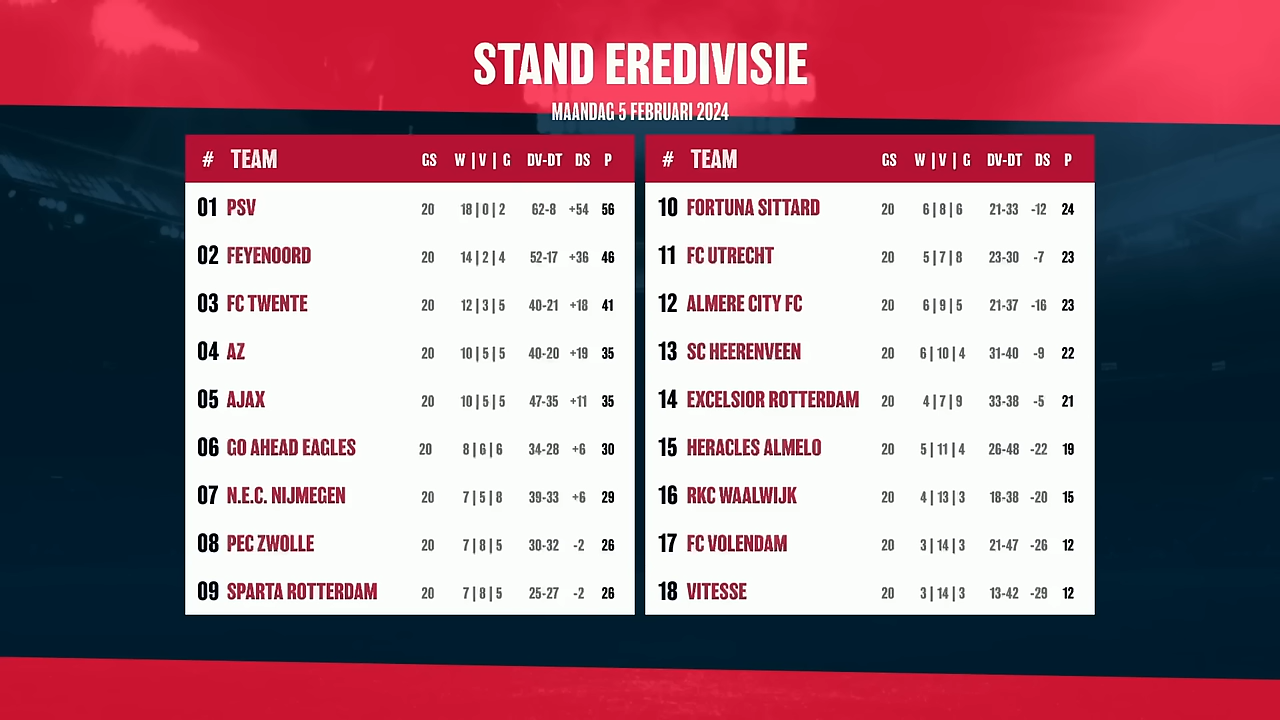 STAND EREDIVISIE
MAANDAG 5 FEBRUARI 2024
# TEAM GS W | V | G DV-DT DS P
01 PSV 20 18 | 0 | 2 62-8 +54 56
02 FEYENOORD 20 14 | 2 | 4 52-17 +36 46
03 FC TWENTE 20 12 | 3 | 5 40-21 +18 41
04 AZ 20 10 | 5 | 5 40-20 +19 35
05 AJAX 20 10 | 5 | 5 47-35 +11 35
06 GO AHEAD EAGLES 20 8 | 6 | 6 34-28 +6 30
07 N.E.C. NIJMEGEN 20 7 | 5 | 8 39-33 +6 29
08 PEC ZWOLLE 20 7 | 8 | 5 30-32 -2 26
09 SPARTA ROTTERDAM 20 7 | 8 | 5 25-27 -2 26
# TEAM GS W | V | G DV-DT DS P
10 FORTUNA SITTARD 20 6 | 8 | 6 21-33 -12 24
11 FC UTRECHT 20 5 | 7 | 8 23-30 -7 23
12 ALMERE CITY FC 20 6 | 9 | 5 21-37 -16 23
13 SC HEERENVEEN 20 6 | 10 | 4 31-40 -9 22
14 EXCELSIOR ROTTERDAM 20 4 | 7 | 9 33-38 -5 21
15 HERACLES ALMELO 20 5 | 11 | 4 26-48 -22 19
16 RKC WAALWIJK 20 4 | 13 | 3 18-38 -20 15
17 FC VOLENDAM 20 3 | 14 | 3 21-47 -26 12
18 VITESSE 20 3 | 14 | 3 13-42 -29 12